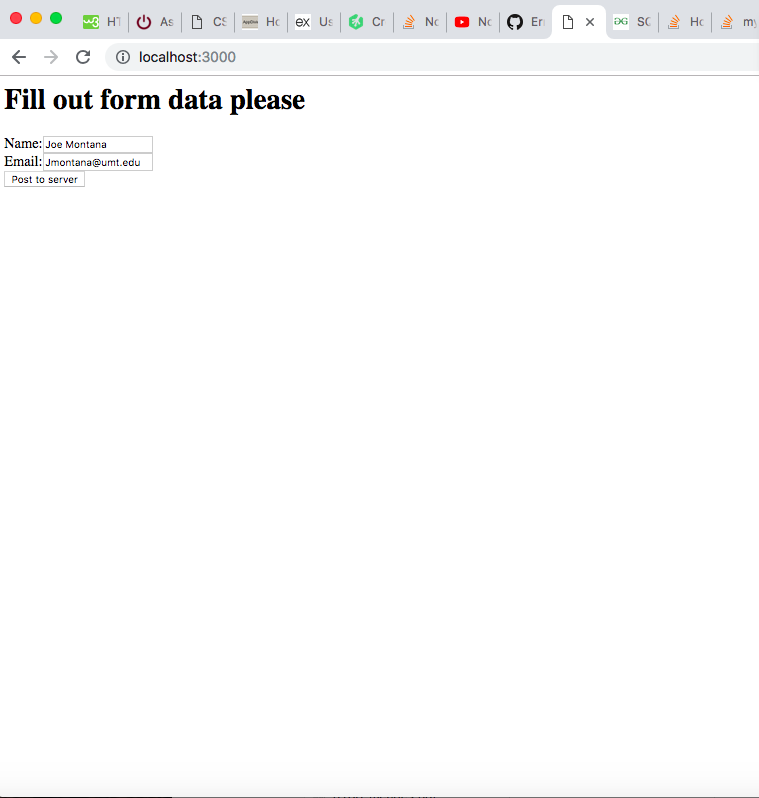 HT As CS Ho ex Us Cr No No Er SQ Ho my
localhost:3000
Fill out form data please
Name: Joe Montana
Email: Jmontana@umt.edu
Post to server